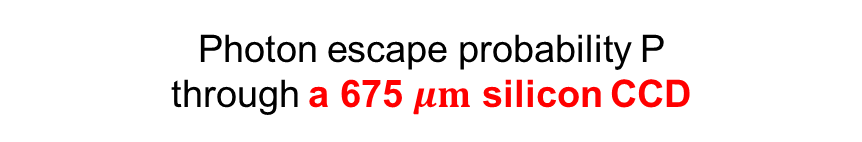 Photon escape probability P
through a 675 𝝁m silicon CCD